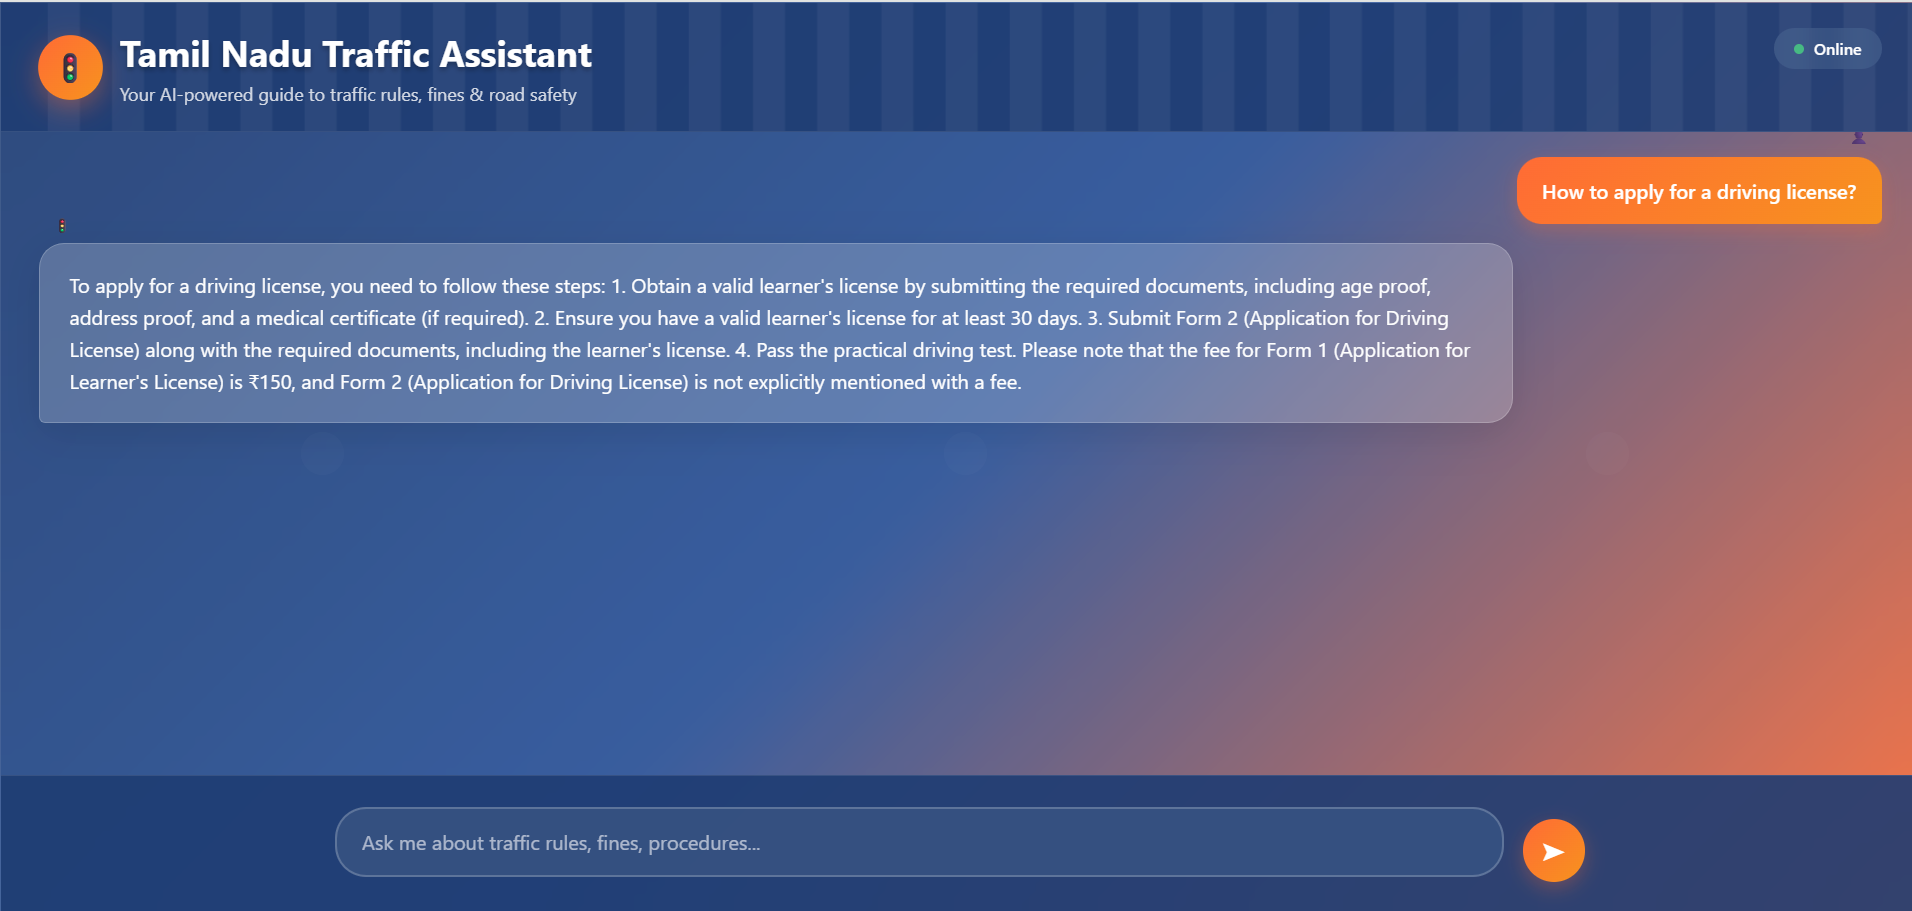 Tamil Nadu Traffic Assistant
Your AI-powered guide to traffic rules, fines & road safety
Online
How to apply for a driving license?
To apply for a driving license, you need to follow these steps: 1. Obtain a valid learner's license by submitting the required documents, including age proof,
address proof, and a medical certificate (if required). 2. Ensure you have a valid learner's license for at least 30 days. 3. Submit Form 2 (Application for Driving
License) along with the required documents, including the learner's license. 4. Pass the practical driving test. Please note that the fee for Form 1 (Application for
Learner's License) is ₹150, and Form 2 (Application for Driving License) is not explicitly mentioned with a fee.
Ask me about traffic rules, fines, procedures...